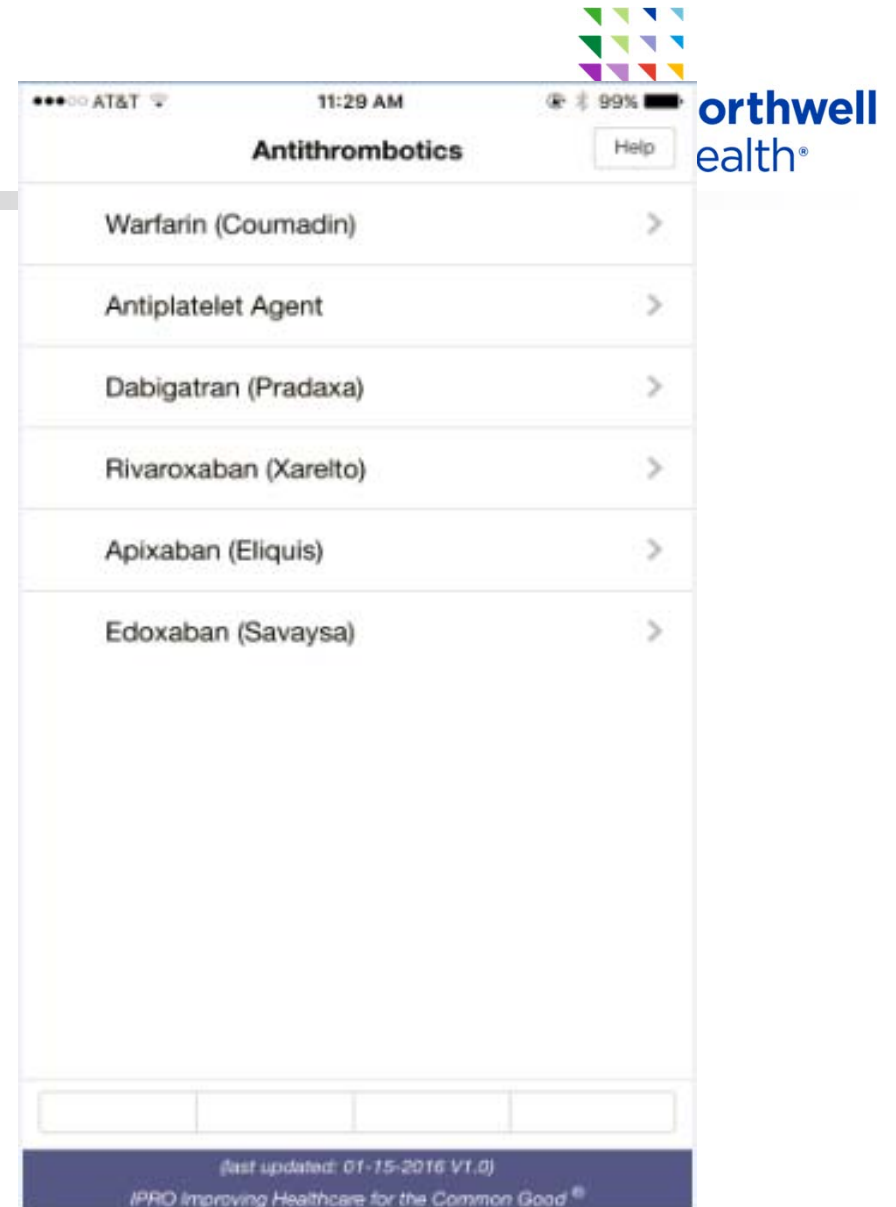 ●●●○○ AT&T 11:29 AM 99%
orthwell
ealth®
Antithrombotics Help
Warfarin (Coumadin) >
Antiplatelet Agent >
Dabigatran (Pradaxa) >
Rivaroxaban (Xarelto) >
Apixaban (Eliquis) >
Edoxaban (Savaysa) >
(last updated: 01-15-2016 V1.0)
IPRO Improving Healthcare for the Common Good ®